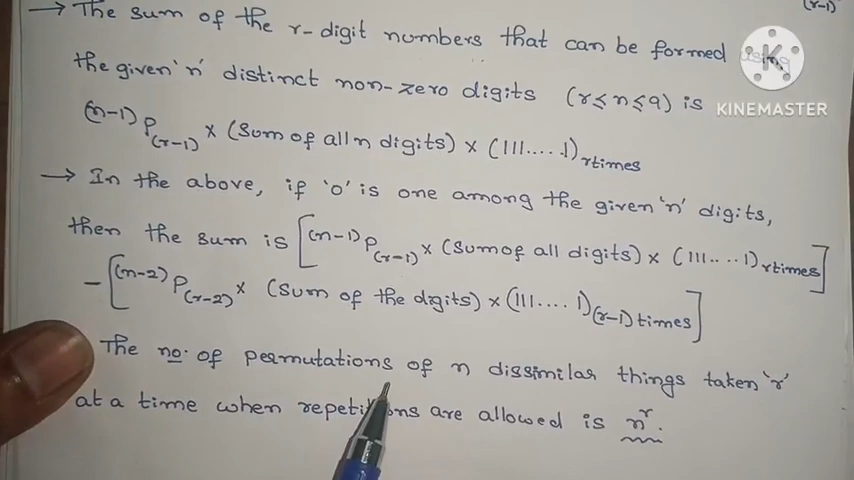 (r-1)
→ The sum of the r-digit numbers that can be formed using
the given 'n' distinct non-zero digits (r≤n≤9) is
(n-1)P(r-1) × (sum of all n digits) × (111.....1) r times
→ In the above, if '0' is one among the given 'n' digits,
then the sum is [(n-1)P(r-1) × (sum of all digits) × (111....1) r times]
- [(n-2)P(r-2) × (sum of the digits) × (111....1) (r-1) times]
The no. of permutations of n dissimilar things taken 'r'
at a time when repetitions are allowed is nʳ.
KINEMASTER